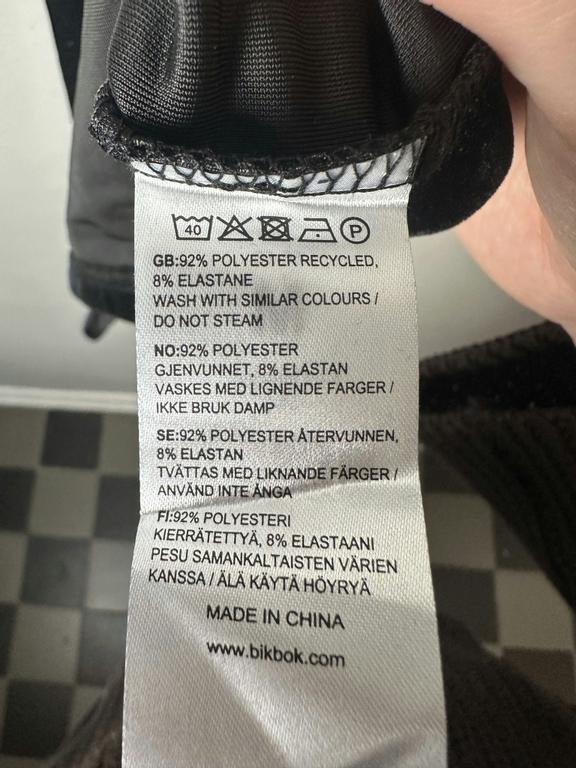 40 P
GB:92% POLYESTER RECYCLED,
8% ELASTANE
WASH WITH SIMILAR COLOURS /
DO NOT STEAM
NO:92% POLYESTER
GJENVUNNET, 8% ELASTAN
VASKES MED LIGNENDE FARGER /
IKKE BRUK DAMP
SE:92% POLYESTER ÅTERVUNNEN,
8% ELASTAN
TVÄTTAS MED LIKNANDE FÄRGER /
ANVÄND INTE ÅNGA
FI:92% POLYESTERI
KIERRÄTETTYÄ, 8% ELASTAANI
PESU SAMANKALTAISTEN VÄRIEN
KANSSA / ÄLÄ KÄYTÄ HÖYRYÄ
MADE IN CHINA
www.bikbok.com